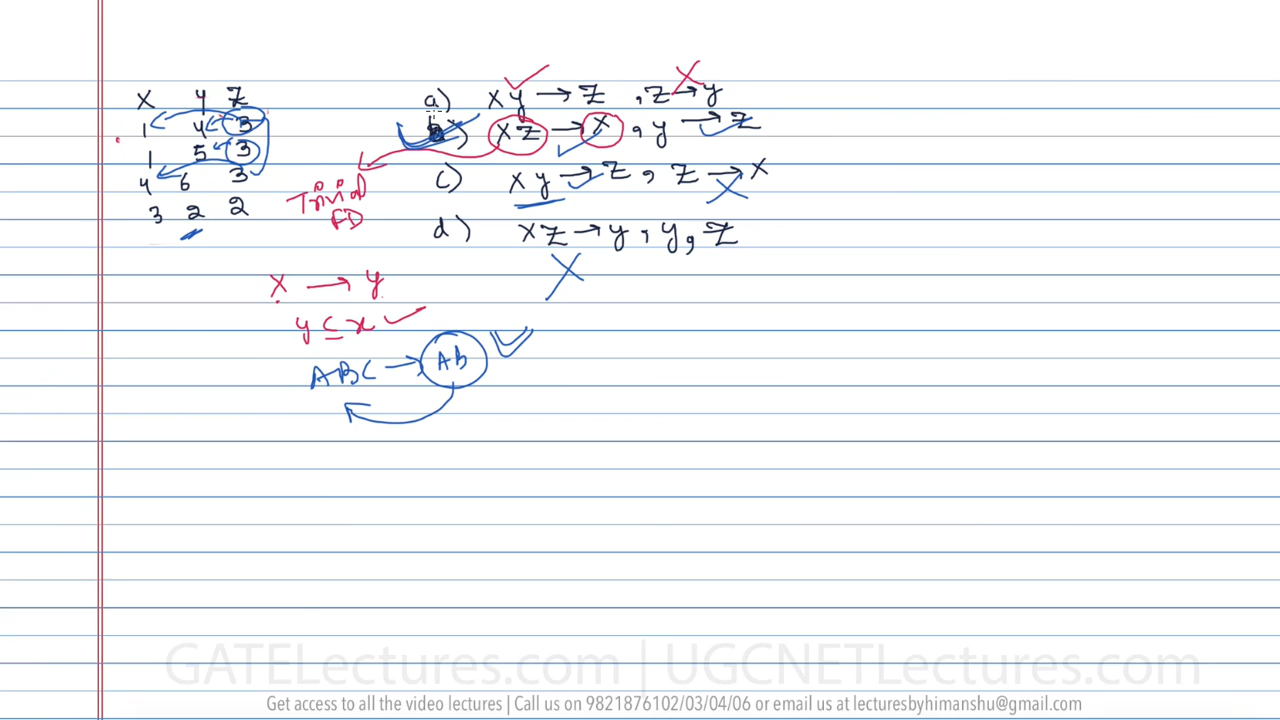 X Y Z
1 4 3
1 5 3
4 6 3
3 2 2
a) XY → Z , Z → Y
b) XZ → X , Y → Z
c) XY → Z , Z → X
d) XZ → Y , Y , Z
Trivial
FD
X → Y
Y ⊆ X
ABC → AB
GATELectures.com | UGCNETLectures.com
Get access to all the video lectures | Call us on 9821876102/03/04/06 or email us at lecturesbyhimanshu@gmail.com